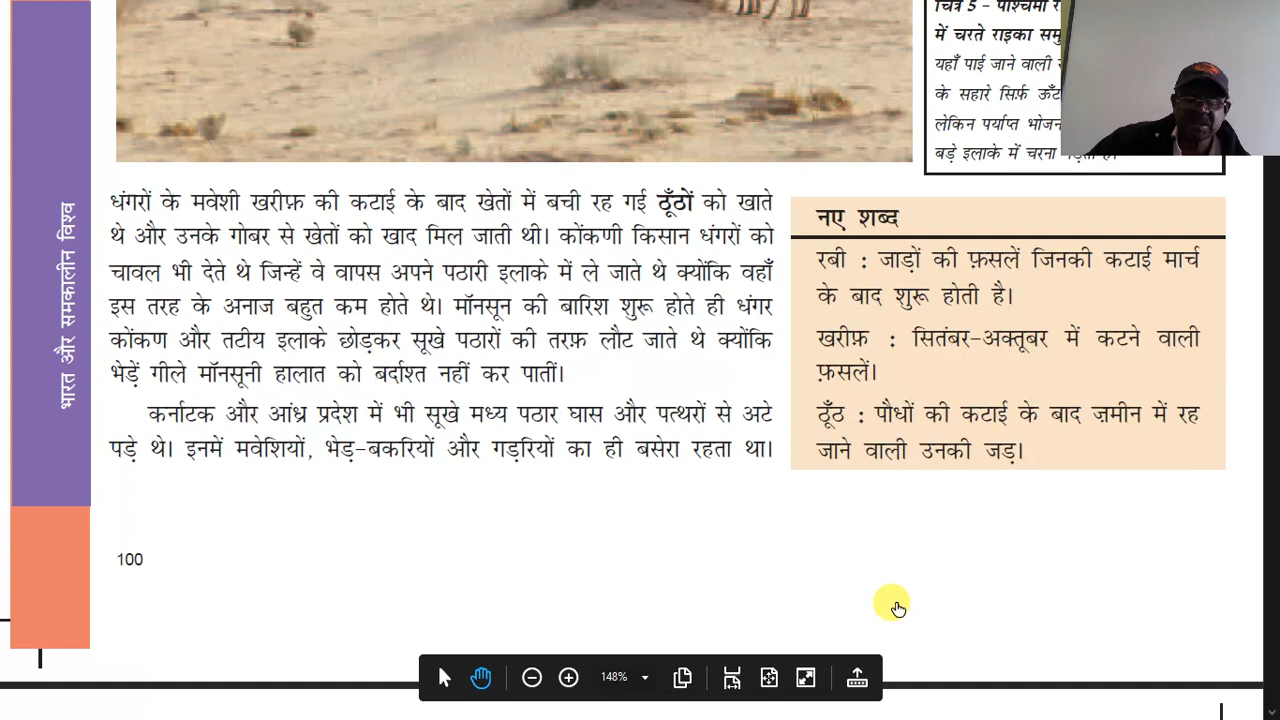 चित्र 5 –
में चरते राइका
यहाँ पाई जाने वाली
के सहारे सिर्फ़
लेकिन पर्याप्त
बड़े इलाके में चरना
धंगरों के मवेशी खरीफ़ की कटाई के बाद खेतों में बची रह गई ठूँठों को खाते
थे और उनके गोबर से खेतों को खाद मिल जाती थी। कोंकणी किसान धंगरों को
चावल भी देते थे जिन्हें वे वापस अपने पठारी इलाके में ले जाते थे क्योंकि वहाँ
इस तरह के अनाज बहुत कम होते थे। मॉनसून की बारिश शुरू होते ही धंगर
कोंकण और तटीय इलाके छोड़कर सूखे पठारों की तरफ़ लौट जाते थे क्योंकि
भेड़ें गीले मॉनसूनी हालात को बर्दाश्त नहीं कर पातीं।
कर्नाटक और आंध्र प्रदेश में भी सूखे मध्य पठार घास और पत्थरों से अटे
पड़े थे। इनमें मवेशियों, भेड़-बकरियों और गड़रियों का ही बसेरा रहता था।
नए शब्द
रबी : जाड़ों की फ़सलें जिनकी कटाई मार्च
के बाद शुरू होती है।
खरीफ़ : सितंबर-अक्तूबर में कटने वाली
फ़सलें।
ठूँठ : पौधों की कटाई के बाद ज़मीन में रह
जाने वाली उनकी जड़।
भारत और समकालीन विश्व
100
148%